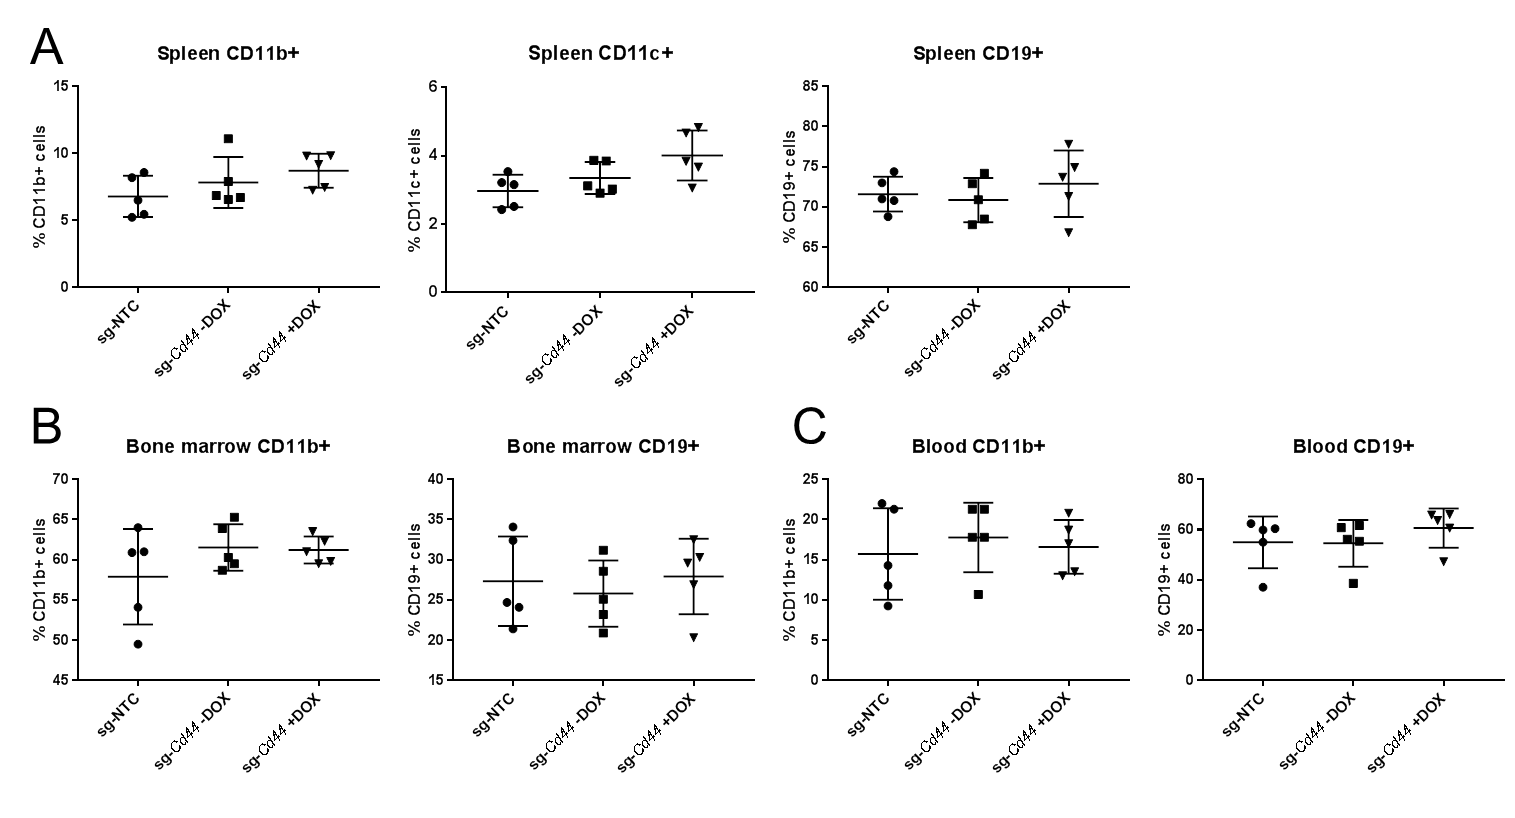 A
Spleen CD11b+
% CD11b+ cells
15
10
5
0
sg-NTC
sg-Cd44 -DOX
sg-Cd44 +DOX
Spleen CD11c+
% CD11c+ cells
6
4
2
0
sg-NTC
sg-Cd44 -DOX
sg-Cd44 +DOX
Spleen CD19+
% CD19+ cells
85
80
75
70
65
60
sg-NTC
sg-Cd44 -DOX
sg-Cd44 +DOX
B
Bone marrow CD11b+
% CD11b+ cells
70
65
60
55
50
45
sg-NTC
sg-Cd44 -DOX
sg-Cd44 +DOX
Bone marrow CD19+
% CD19+ cells
40
35
30
25
20
15
sg-NTC
sg-Cd44 -DOX
sg-Cd44 +DOX
C
Blood CD11b+
% CD11b+ cells
25
20
15
10
5
0
sg-NTC
sg-Cd44 -DOX
sg-Cd44 +DOX
Blood CD19+
% CD19+ cells
80
60
40
20
0
sg-NTC
sg-Cd44 -DOX
sg-Cd44 +DOX